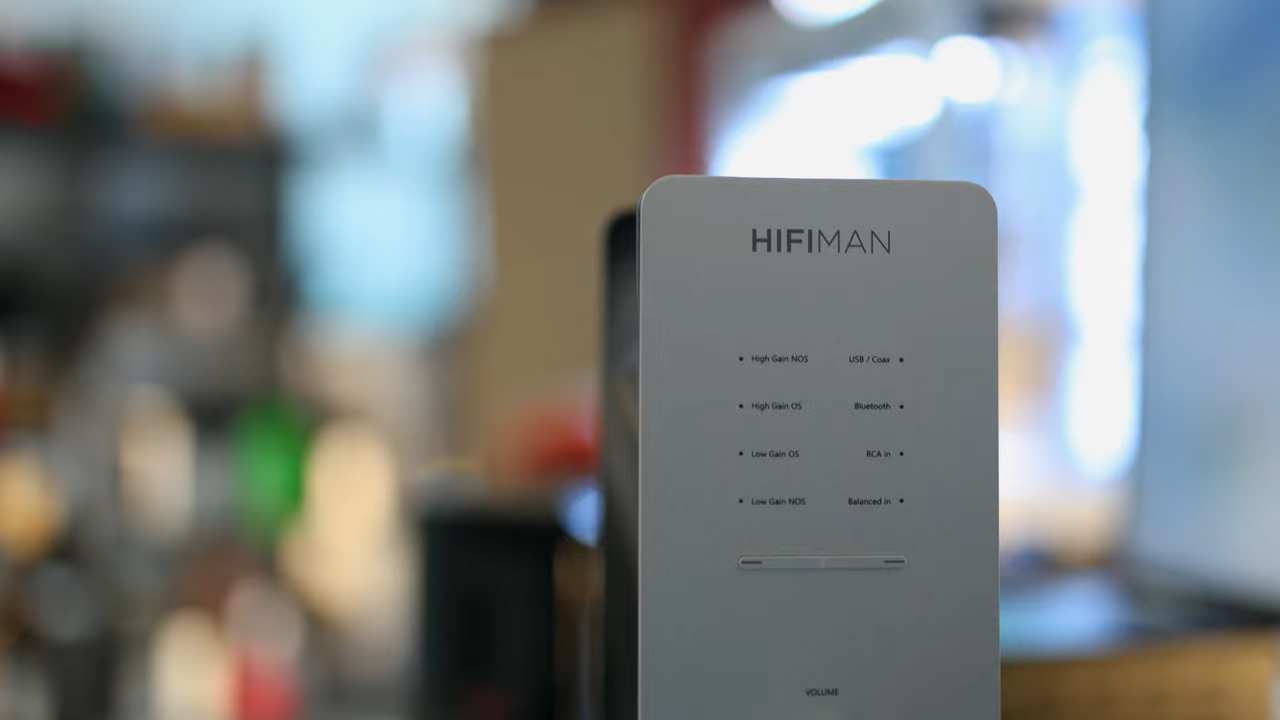 HIFIMAN
High Gain NOS USB / Coax
High Gain OS Bluetooth
Low Gain OS RCA in
Low Gain NOS Balanced in
VOLUME